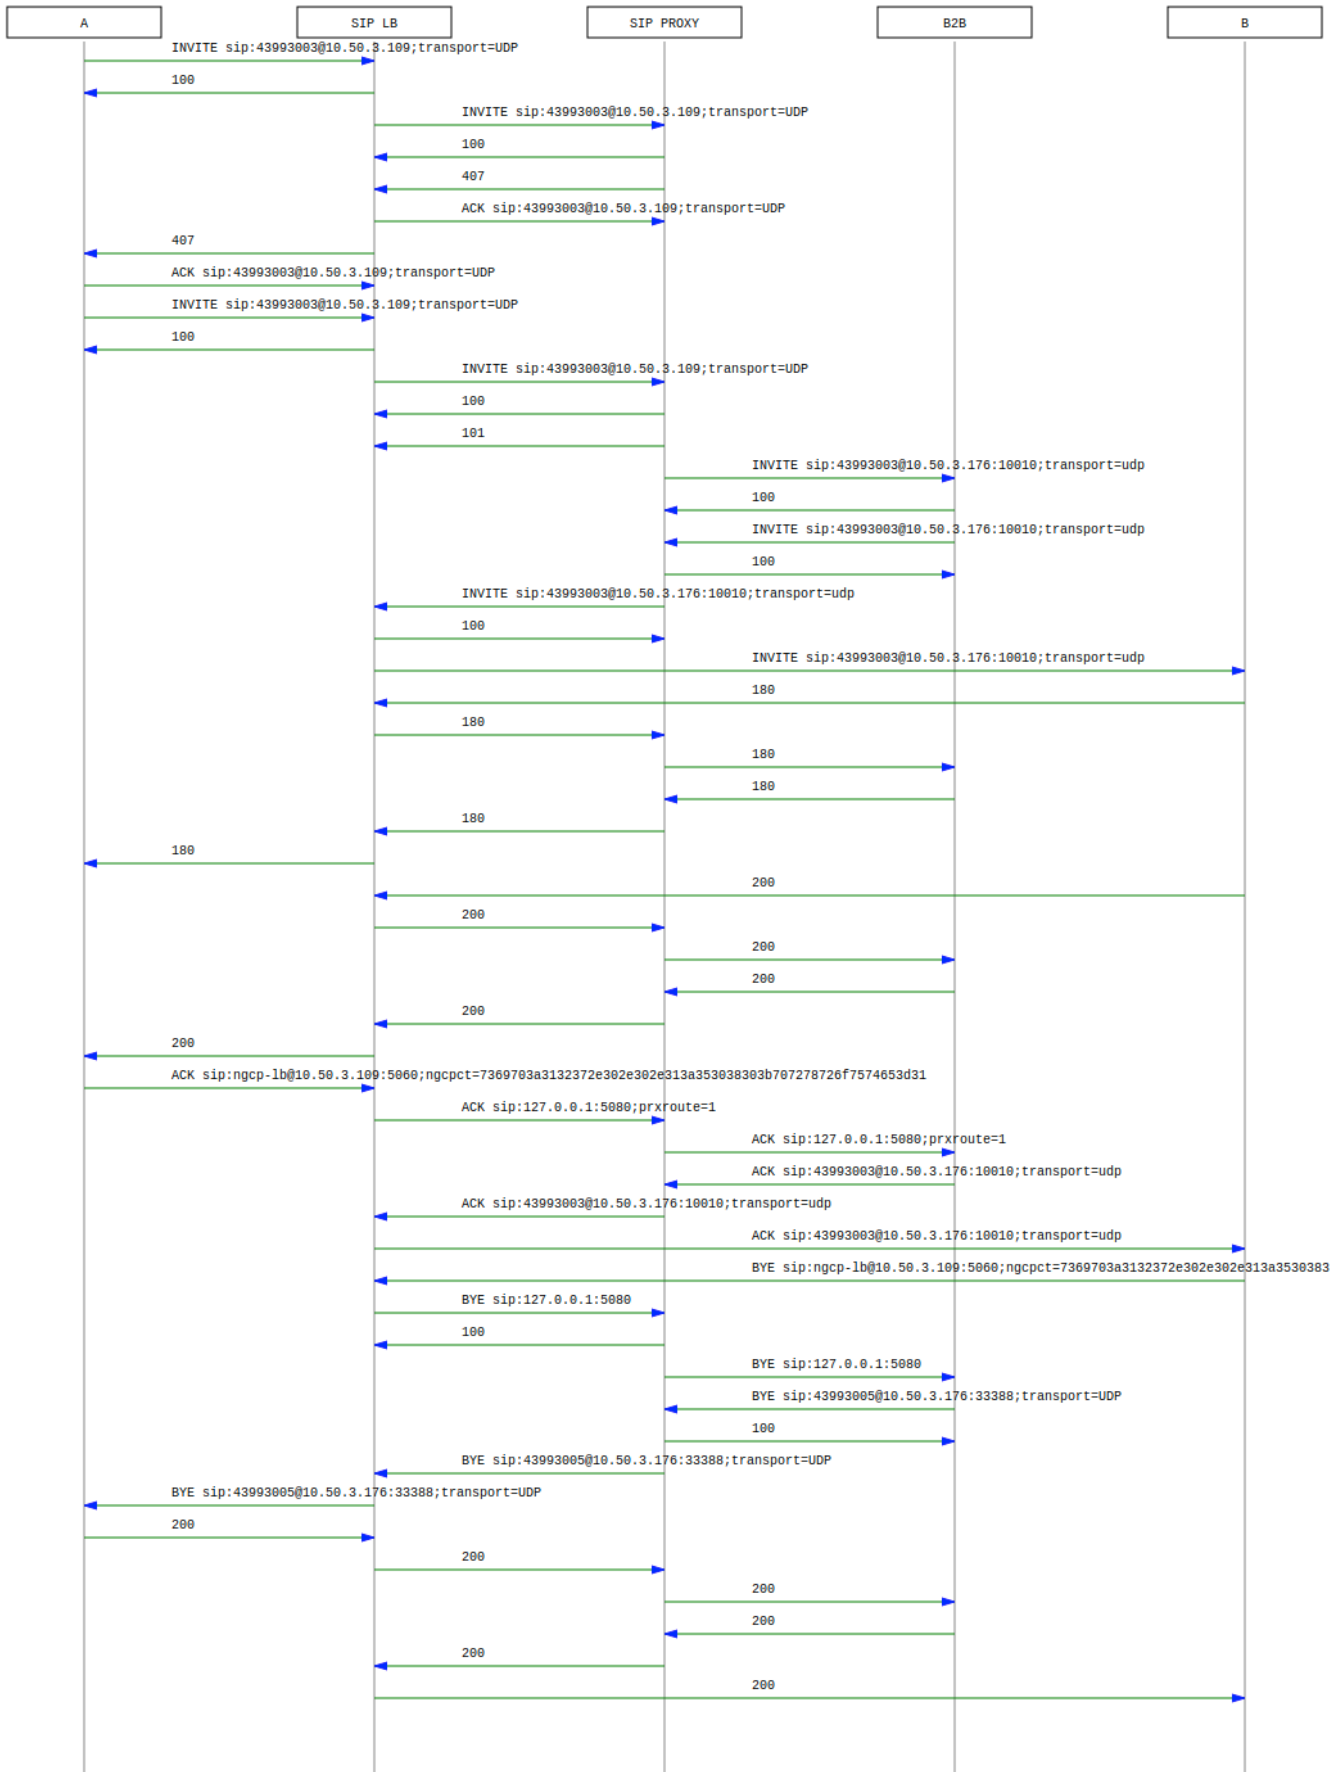 A
SIP LB
SIP PROXY
B2B
B
INVITE sip:43993003@10.50.3.109;transport=UDP
100
INVITE sip:43993003@10.50.3.109;transport=UDP
100
407
ACK sip:43993003@10.50.3.109;transport=UDP
407
ACK sip:43993003@10.50.3.109;transport=UDP
INVITE sip:43993003@10.50.3.109;transport=UDP
100
INVITE sip:43993003@10.50.3.109;transport=UDP
100
101
INVITE sip:43993003@10.50.3.176:10010;transport=udp
100
INVITE sip:43993003@10.50.3.176:10010;transport=udp
100
INVITE sip:43993003@10.50.3.176:10010;transport=udp
100
INVITE sip:43993003@10.50.3.176:10010;transport=udp
180
180
180
180
180
180
200
200
200
200
200
200
ACK sip:ngcp-lb@10.50.3.109:5060;ngcpct=7369703a3132372e302e302e313a353038303b707278726f7574653d31
ACK sip:127.0.0.1:5080;prxroute=1
ACK sip:127.0.0.1:5080;prxroute=1
ACK sip:43993003@10.50.3.176:10010;transport=udp
ACK sip:43993003@10.50.3.176:10010;transport=udp
ACK sip:43993003@10.50.3.176:10010;transport=udp
BYE sip:ngcp-lb@10.50.3.109:5060;ngcpct=7369703a3132372e302e302e313a3530383
BYE sip:127.0.0.1:5080
100
BYE sip:127.0.0.1:5080
BYE sip:43993005@10.50.3.176:33388;transport=UDP
100
BYE sip:43993005@10.50.3.176:33388;transport=UDP
BYE sip:43993005@10.50.3.176:33388;transport=UDP
200
200
200
200
200
200